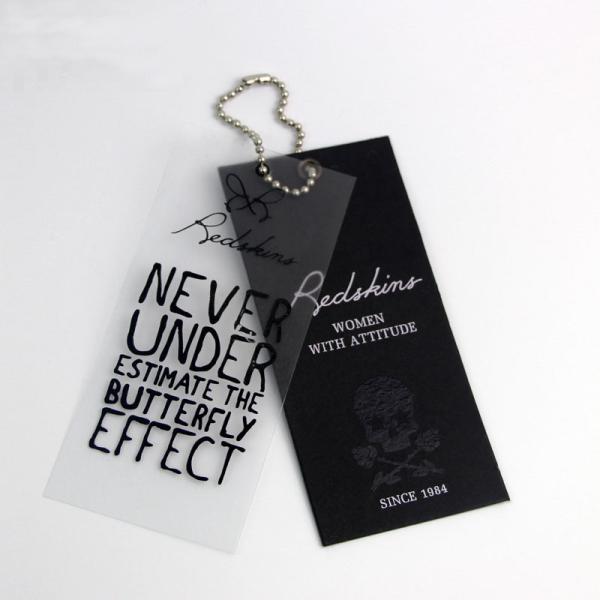 Redskins
NEVER
UNDER
ESTIMATE THE
BUTTERFLY
EFFECT
Redskins
WOMEN
WITH ATTITUDE
SINCE 1984